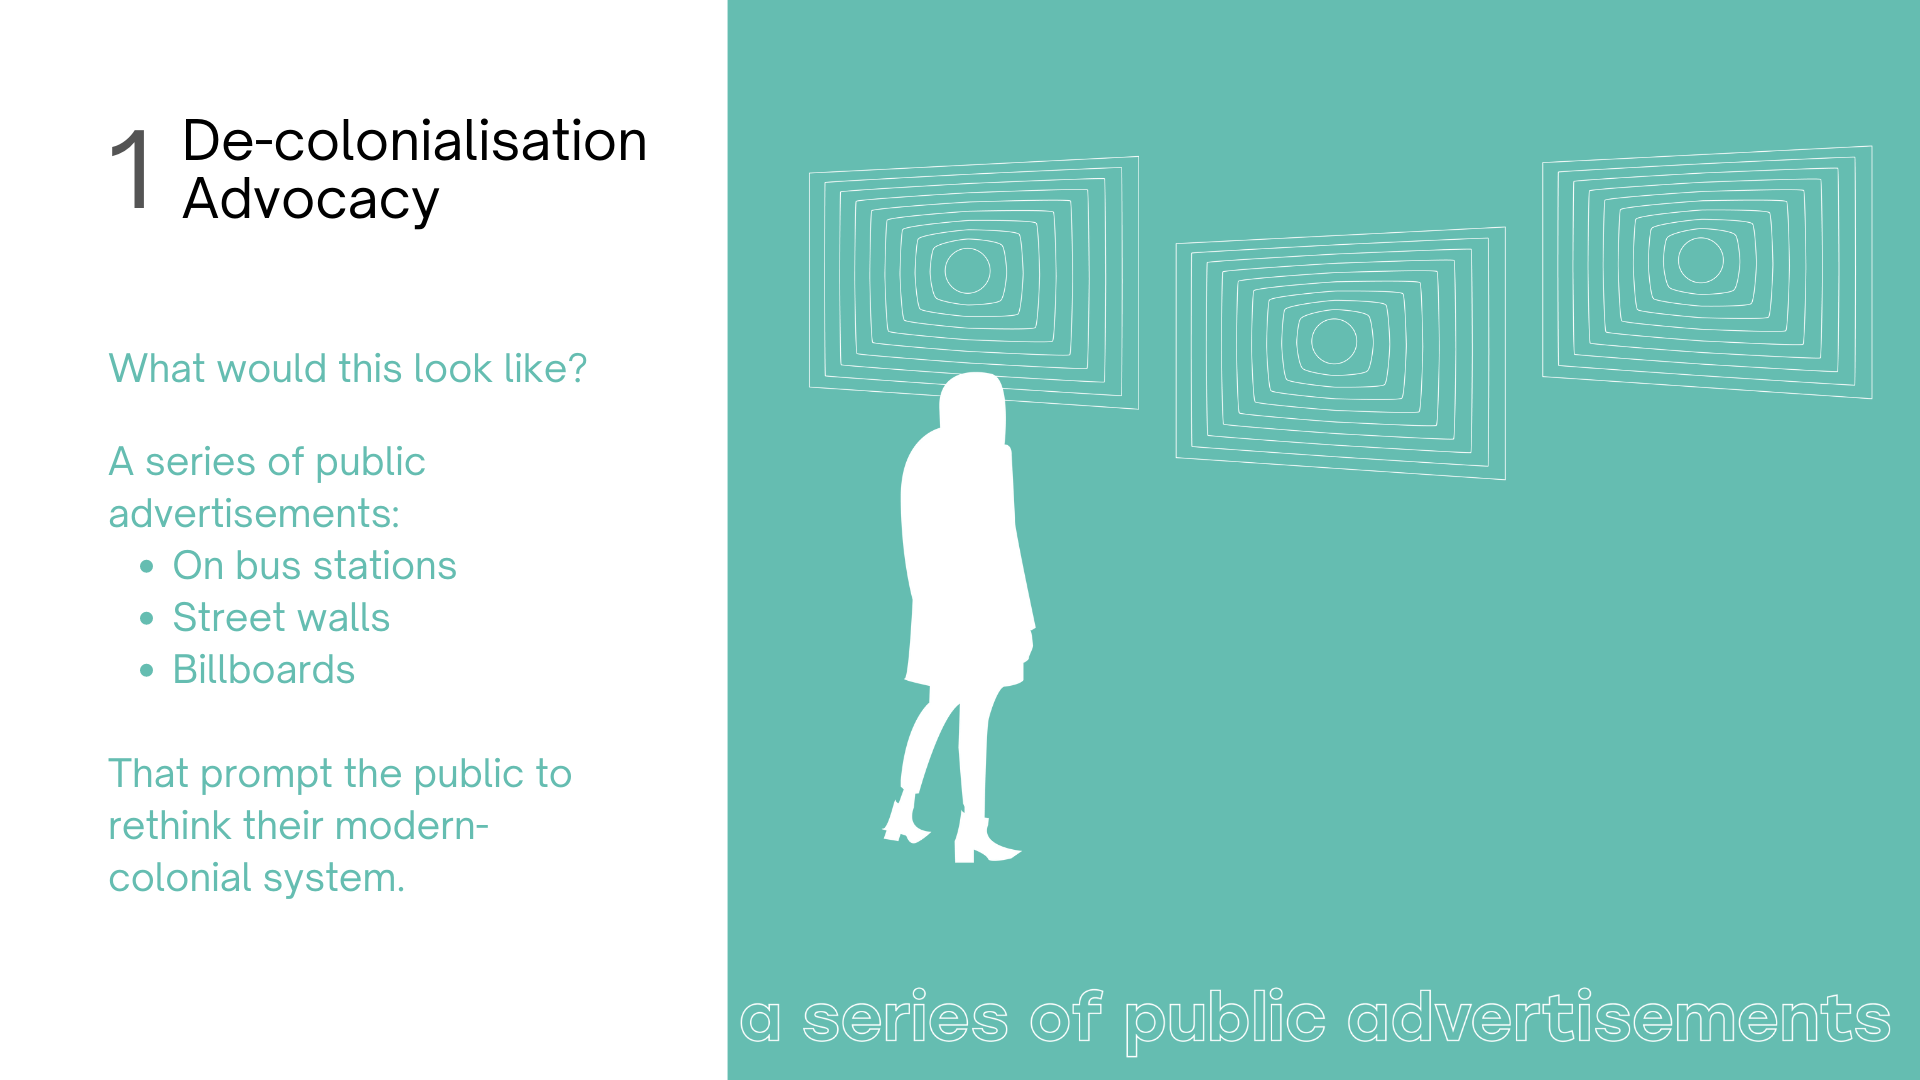 1
De-colonialisation
Advocacy
What would this look like?
A series of public
advertisements:
• On bus stations
• Street walls
• Billboards
That prompt the public to
rethink their modern-
colonial system.
a series of public advertisements